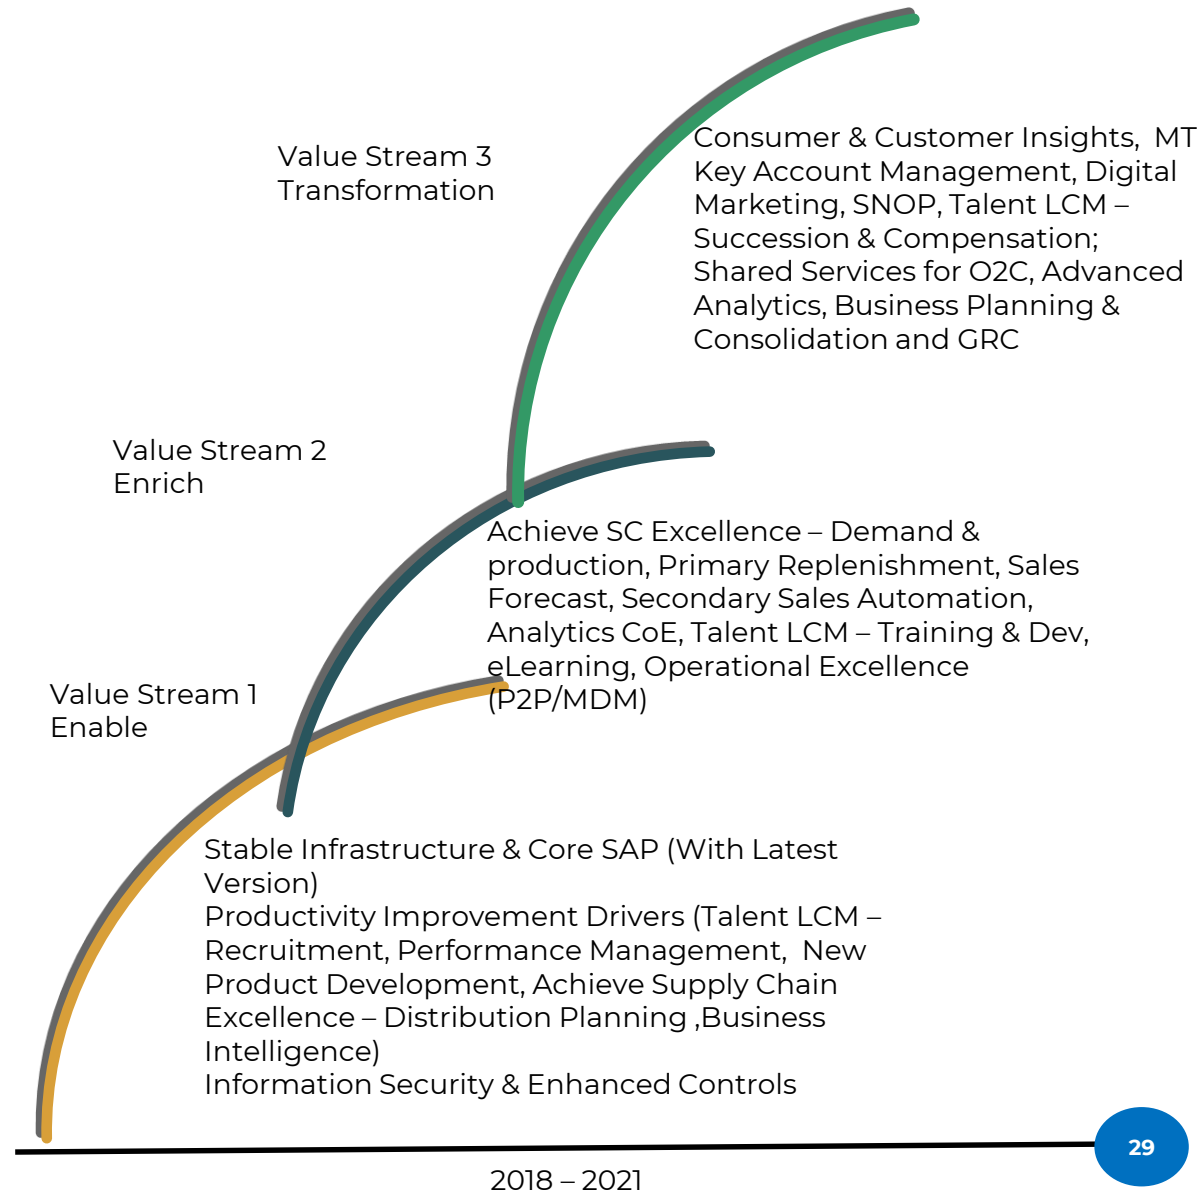 Value Stream 3
Transformation
Consumer & Customer Insights,  MT
Key Account Management, Digital
Marketing, SNOP, Talent LCM –
Succession & Compensation;
Shared Services for O2C, Advanced
Analytics, Business Planning &
Consolidation and GRC
Value Stream 2
Enrich
Achieve SC Excellence – Demand &
production, Primary Replenishment, Sales
Forecast, Secondary Sales Automation,
Analytics CoE, Talent LCM – Training & Dev,
eLearning, Operational Excellence
(P2P/MDM)
Value Stream 1
Enable
Stable Infrastructure & Core SAP (With Latest
Version)
Productivity Improvement Drivers (Talent LCM –
Recruitment, Performance Management,  New
Product Development, Achieve Supply Chain
Excellence – Distribution Planning ,Business
Intelligence)
Information Security & Enhanced Controls
29
2018 – 2021